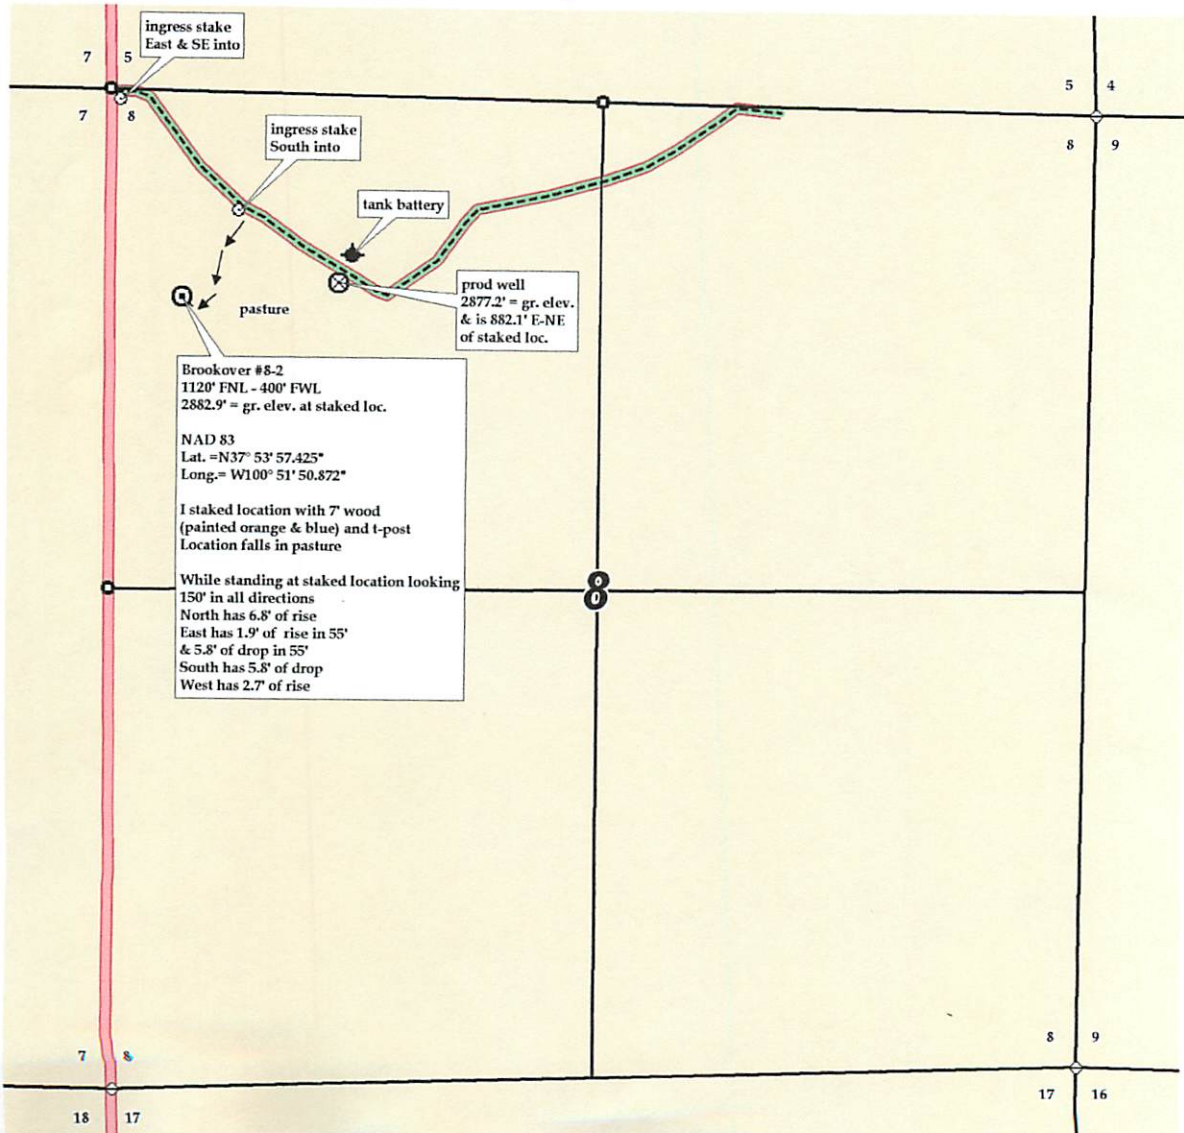 ingress stake
East & SE into
7 5
5 4
7 8
8 9
ingress stake
South into
tank battery
prod well
2877.2' = gr. elev.
& is 882.1' E-NE
of staked loc.
pasture
Brookover #8-2
1120' FNL - 400' FWL
2882.9' = gr. elev. at staked loc.
NAD 83
Lat. =N37° 53' 57.425"
Long.= W100° 51' 50.872"
I staked location with 7' wood
(painted orange & blue) and t-post
Location falls in pasture
While standing at staked location looking
150' in all directions
North has 6.8' of rise
East has 1.9' of rise in 55'
& 5.8' of drop in 55'
South has 5.8' of drop
West has 2.7' of rise
8
8 9
7 8
17 16
18 17